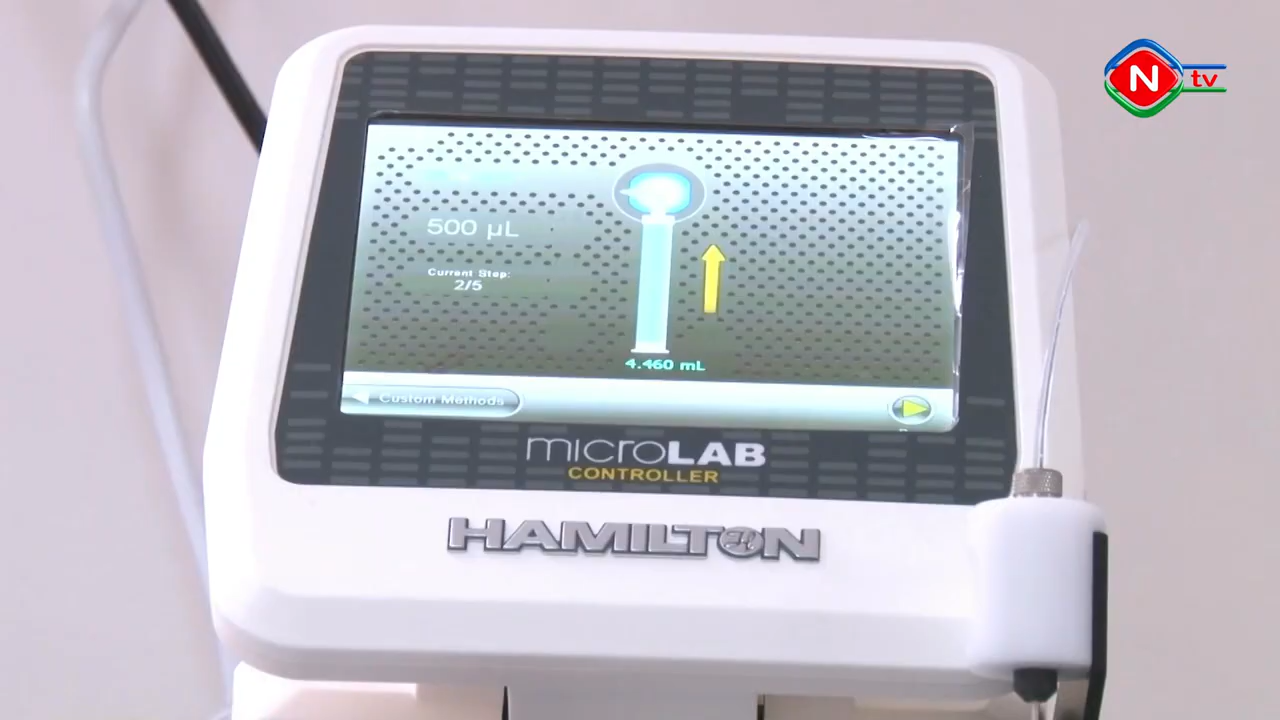 N tv
500 µL
Current Step:
2/5
4.460 mL
Custom Methods
microLAB
CONTROLLER
HAMILTON